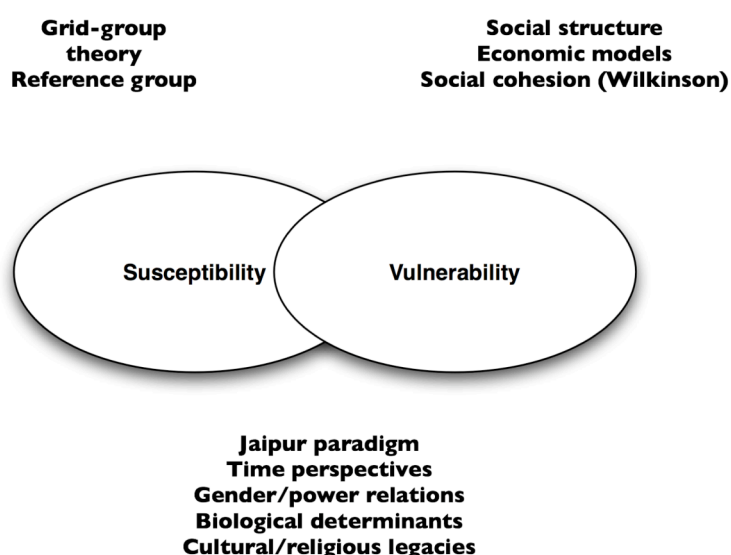 Grid-group
theory
Reference group
Social structure
Economic models
Social cohesion (Wilkinson)
Susceptibility
Vulnerability
Jaipur paradigm
Time perspectives
Gender/power relations
Biological determinants
Cultural/religious legacies